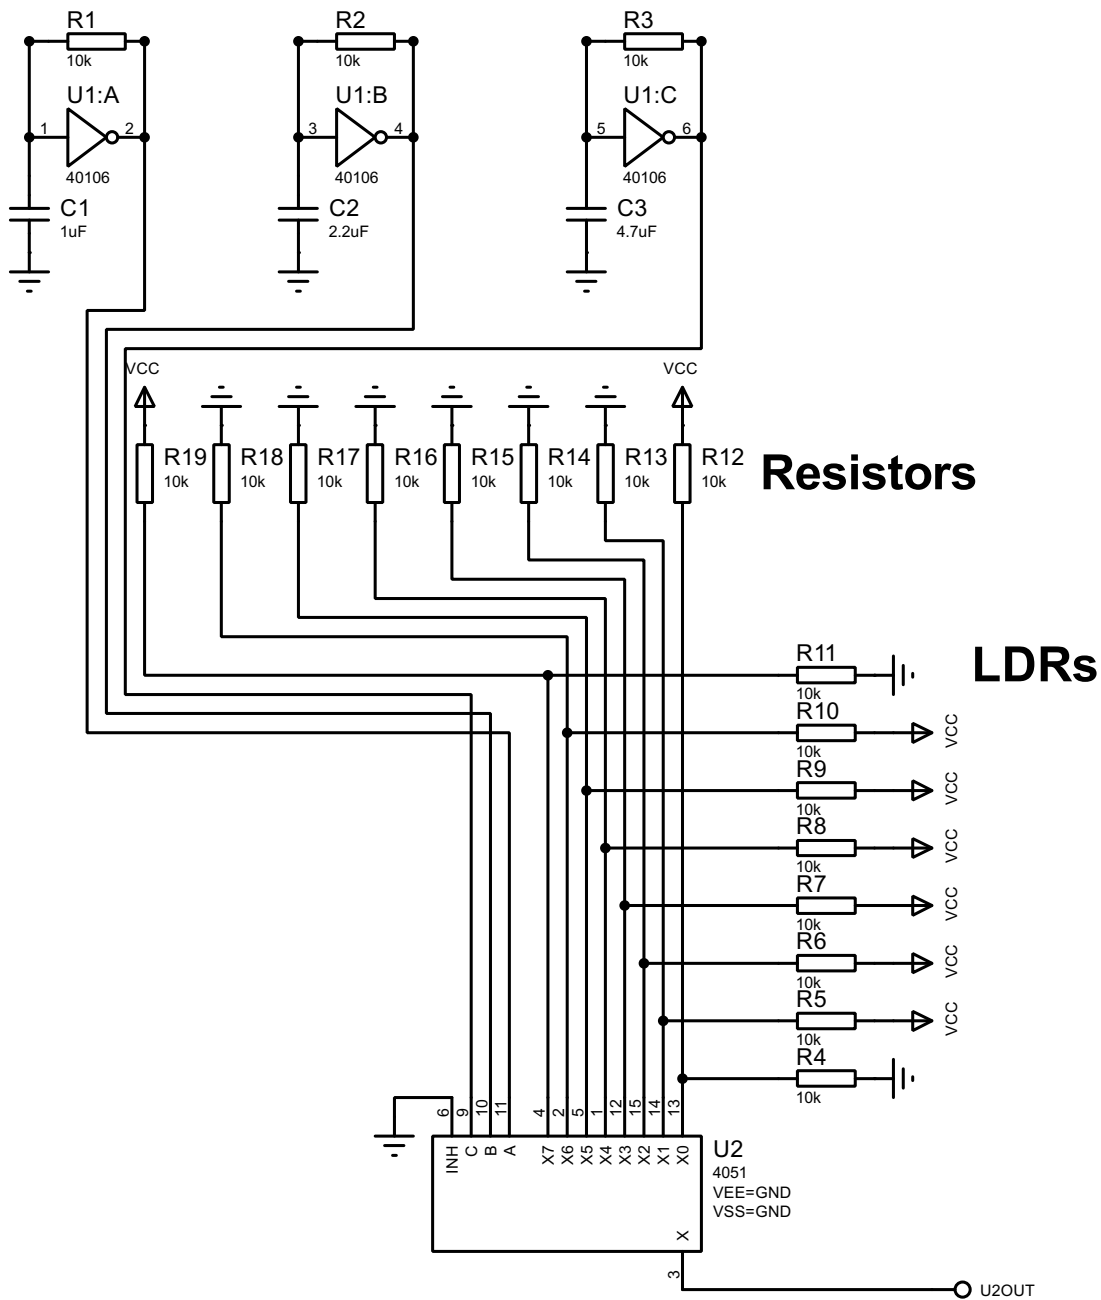 R1
10k
U1:A
1
2
40106
C1
1uF
R2
10k
U1:B
3
4
40106
C2
2.2uF
R3
10k
U1:C
5
6
40106
C3
4.7uF
VCC
VCC
R19
10k
R18
10k
R17
10k
R16
10k
R15
10k
R14
10k
R13
10k
R12
10k
Resistors
LDRs
R11
10k
R10
10k
VCC
R9
10k
VCC
R8
10k
VCC
R7
10k
VCC
R6
10k
VCC
R5
10k
VCC
R4
10k
6
9
10
11
4
2
5
1
12
15
14
13
INH
C
B
A
X7
X6
X5
X4
X3
X2
X1
X0
U2
4051
VEE=GND
VSS=GND
X
3
U2OUT